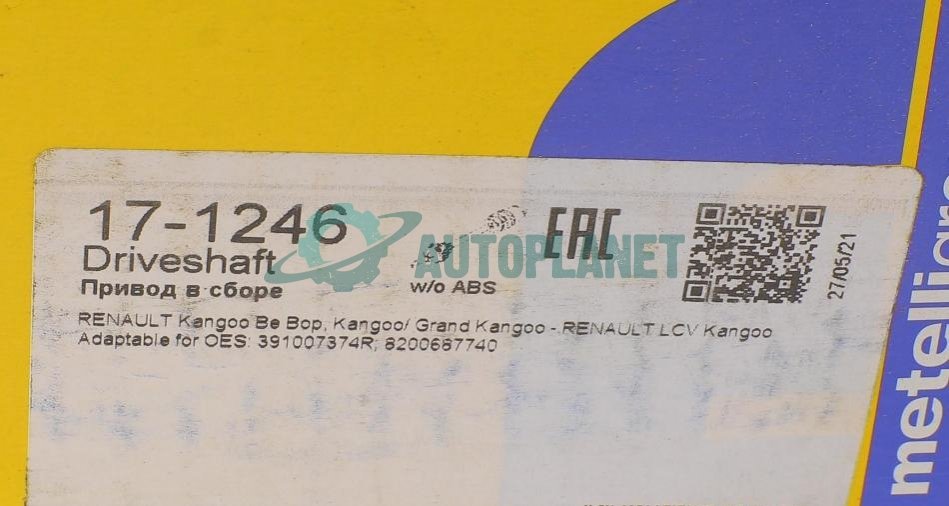 17-1246
Driveshaft
Привод в сборе
w/o ABS
EAC
AUTOPLANET
27/05/21
RENAULT Kangoo Be Bop, Kangoo/ Grand Kangoo - RENAULT LCV Kangoo
Adaptable for OES: 391007374R; 8200687740